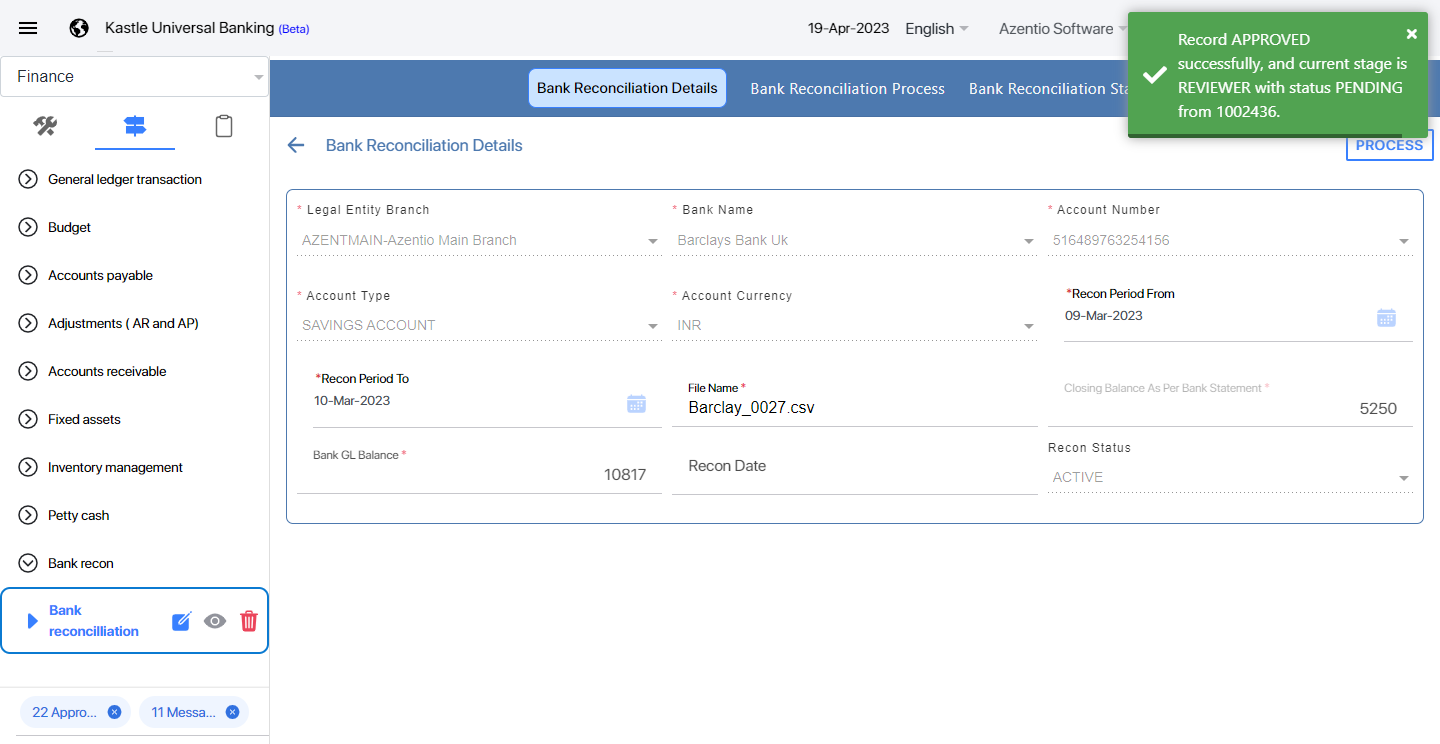 Kastle Universal Banking (Beta)
19-Apr-2023
English
Azentio Software
Record APPROVED
successfully, and current stage is
REVIEWER with status PENDING
from 1002436.
Finance
Bank Reconciliation Details
Bank Reconciliation Process
Bank Reconciliation
Bank Reconciliation Details
PROCESS
General ledger transaction
Budget
Accounts payable
Adjustments ( AR and AP)
Accounts receivable
Fixed assets
Inventory management
Petty cash
Bank recon
Bank
reconcilliation
22 Appro...
11 Messa...
* Legal Entity Branch
AZENTMAIN-Azentio Main Branch
* Bank Name
Barclays Bank Uk
* Account Number
516489763254156
* Account Type
SAVINGS ACCOUNT
* Account Currency
INR
*Recon Period From
09-Mar-2023
*Recon Period To
10-Mar-2023
File Name *
Barclay_0027.csv
Closing Balance As Per Bank Statement *
5250
Bank GL Balance *
10817
Recon Date
Recon Status
ACTIVE